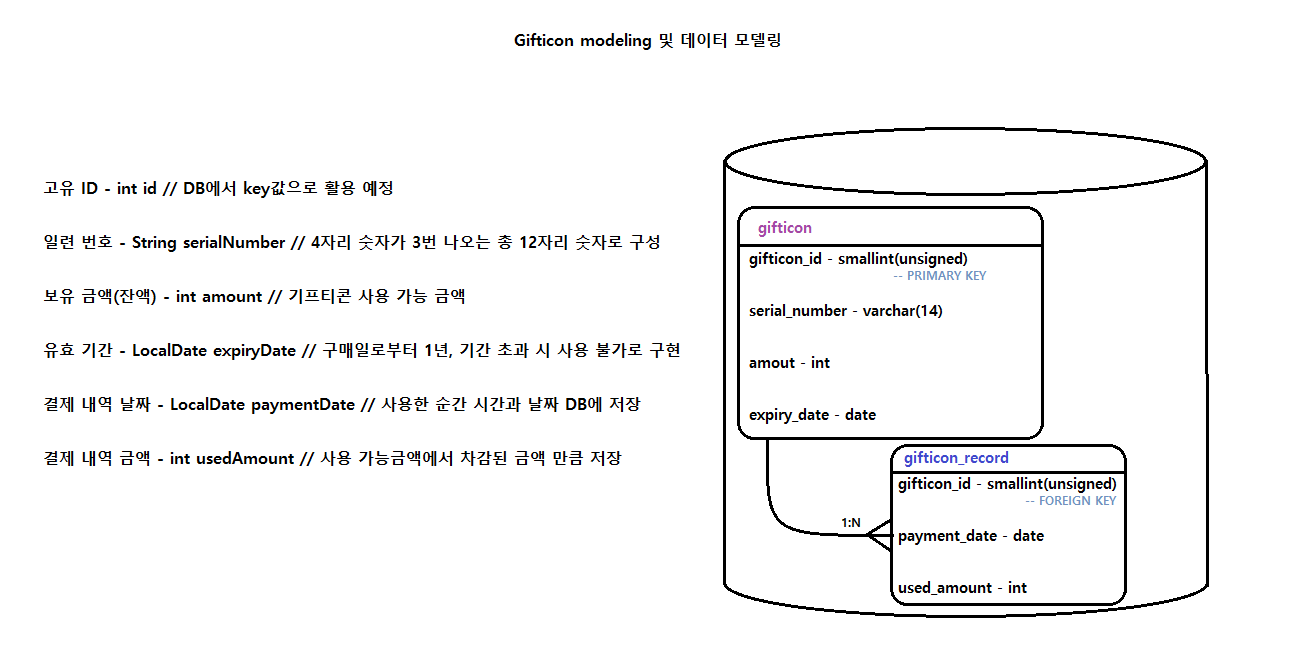 Gifticon modeling 및 데이터 모델링
고유 ID - int id // DB에서 key값으로 활용 예정
일련 번호 - String serialNumber // 4자리 숫자가 3번 나오는 총 12자리 숫자로 구성
보유 금액(잔액) - int amount // 기프티콘 사용 가능 금액
유효 기간 - LocalDate expiryDate // 구매일로부터 1년, 기간 초과 시 사용 불가로 구현
결제 내역 날짜 - LocalDate paymentDate // 사용한 순간 시간과 날짜 DB에 저장
결제 내역 금액 - int usedAmount // 사용 가능금액에서 차감된 금액 만큼 저장
gifticon
gifticon_id - smallint(unsigned)
-- PRIMARY KEY
serial_number - varchar(14)
amout - int
expiry_date - date
1:N
gifticon_record
gifticon_id - smallint(unsigned)
-- FOREIGN KEY
payment_date - date
used_amount - int